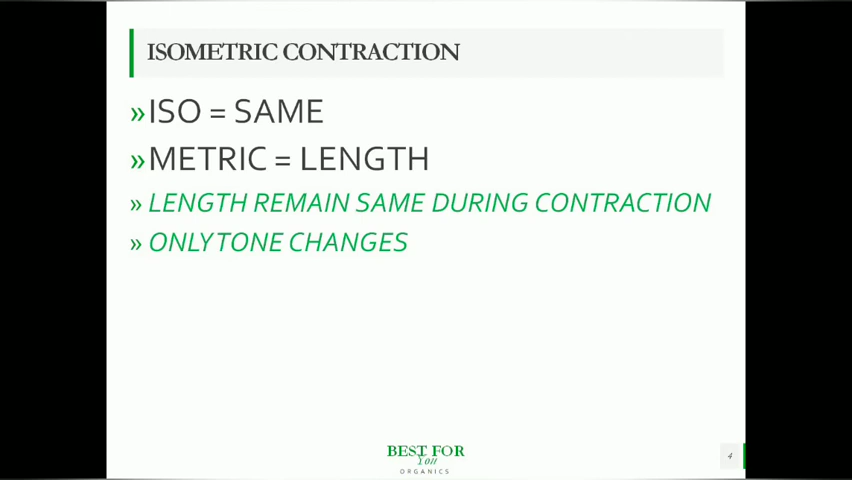 ISOMETRIC CONTRACTION
» ISO = SAME
» METRIC = LENGTH
» LENGTH REMAIN SAME DURING CONTRACTION
» ONLY TONE CHANGES
BEST FOR
You
ORGANICS
4